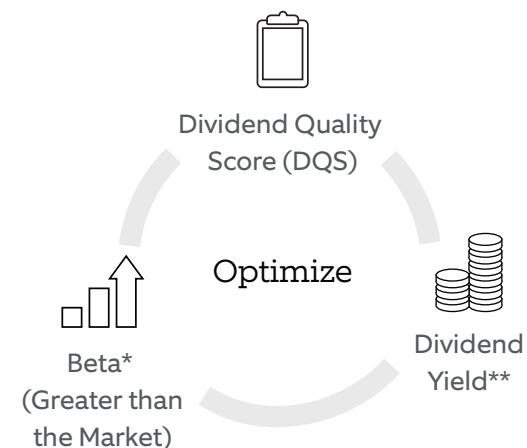 Dividend Quality
Score (DQS)
Optimize
Beta*
(Greater than
the Market)
Dividend
Yield**